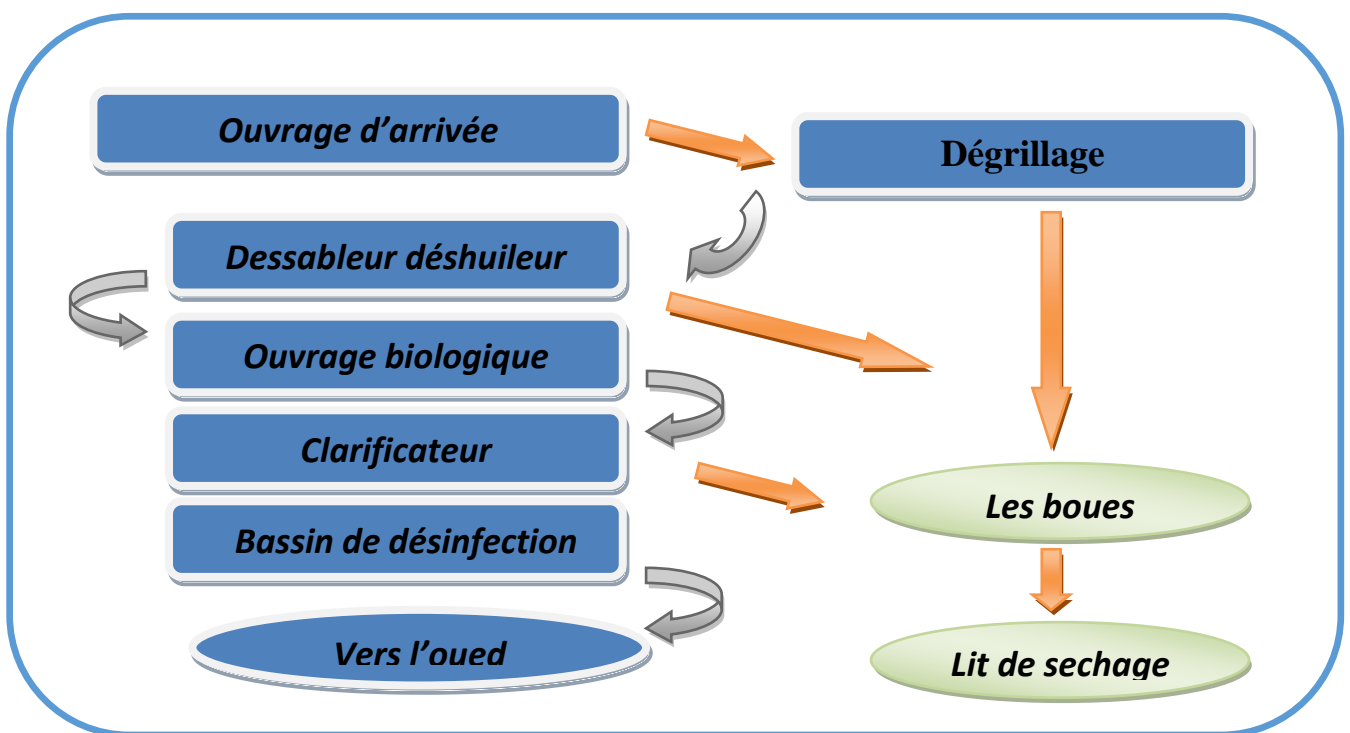 Ouvrage d’arrivée
Dégrillage
Dessableur déshuileur
Ouvrage biologique
Clarificateur
Les boues
Bassin de désinfection
Vers l’oued
Lit de sechage